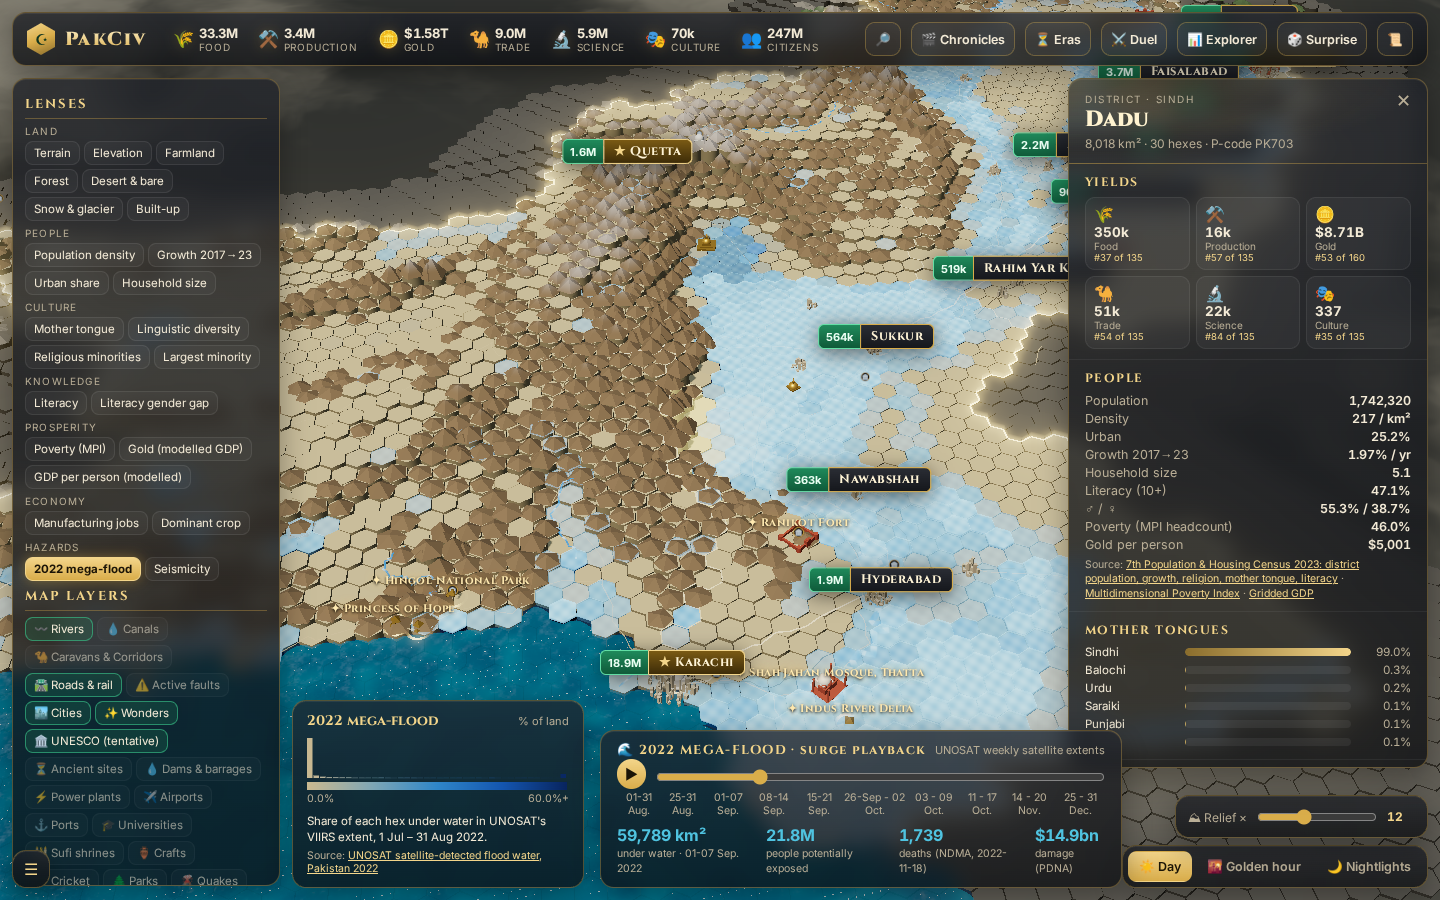 PakCiv
33.3M FOOD
3.4M PRODUCTION
$1.58T GOLD
9.0M TRADE
5.9M SCIENCE
70k CULTURE
247M CITIZENS
Chronicles
Eras
Duel
Explorer
Surprise
LENSES
LAND
Terrain Elevation Farmland
Forest Desert & bare
Snow & glacier Built-up
PEOPLE
Population density Growth 2017→23
Urban share Household size
CULTURE
Mother tongue Linguistic diversity
Religious minorities Largest minority
KNOWLEDGE
Literacy Literacy gender gap
PROSPERITY
Poverty (MPI) Gold (modelled GDP)
GDP per person (modelled)
ECONOMY
Manufacturing jobs Dominant crop
HAZARDS
2022 mega-flood Seismicity
MAP LAYERS
Rivers Canals
Caravans & Corridors
Roads & rail Active faults
Cities Wonders
UNESCO (tentative)
Ancient sites Dams & barrages
Power plants Airports
Ports Universities
Sufi shrines Crafts
Cricket Parks Quakes
3.7M Faisalabad
1.6M ★ Quetta
2.2M
519k Rahim Yar K
564k Sukkur
363k Nawabshah
Ranikot Fort
1.9M Hyderabad
Hingol National Park
Princess of Hope
18.9M ★ Karachi
Shah Jahan Mosque, Thatta
Indus River Delta
2022 mega-flood % of land
0.0% 60.0%+
Share of each hex under water in UNOSAT's
VIIRS extent, 1 Jul – 31 Aug 2022.
Source: UNOSAT satellite-detected flood water,
Pakistan 2022
2022 MEGA-FLOOD · SURGE PLAYBACK UNOSAT weekly satellite extents
01-31 Aug.
25-31 Aug.
01-07 Sep.
08-14 Sep.
15-21 Sep.
26-Sep - 02 Oct.
03 - 09 Oct.
11 - 17 Oct.
14 - 20 Nov.
25 - 31 Dec.
59,789 km²
under water · 01-07 Sep. 2022
21.8M
people potentially exposed
1,739
deaths (NDMA, 2022-11-18)
$14.9bn
damage (PDNA)
DISTRICT · SINDH
Dadu
8,018 km² · 30 hexes · P-code PK703
YIELDS
350k
Food
#37 of 135
16k
Production
#57 of 135
$8.71B
Gold
#53 of 160
51k
Trade
#54 of 135
22k
Science
#84 of 135
337
Culture
#35 of 135
PEOPLE
Population 1,742,320
Density 217 / km²
Urban 25.2%
Growth 2017→23 1.97% / yr
Household size 5.1
Literacy (10+) 47.1%
♂ / ♀ 55.3% / 38.7%
Poverty (MPI headcount) 46.0%
Gold per person $5,001
Source: 7th Population & Housing Census 2023: district
population, growth, religion, mother tongue, literacy ·
Multidimensional Poverty Index · Gridded GDP
MOTHER TONGUES
Sindhi 99.0%
Balochi 0.3%
Urdu 0.2%
Saraiki 0.1%
Punjabi 0.1%
0.1%
Relief × 12
Day Golden hour Nightlights